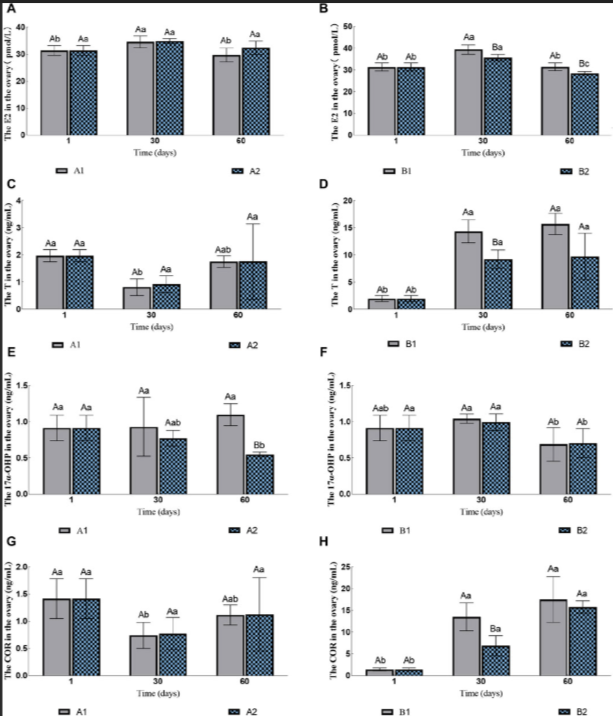 A
The E2 in the ovary ( pmol/L)
40
30
20
10
0
Ab Aa
Aa Aa
Ab Aa
1 30 60
Time (days)
A1 A2
B
The E2 in the ovary ( pmol/L)
50
40
30
20
10
0
Ab Ab
Aa Ba
Ab Bc
1 30 60
Time (days)
B1 B2
C
The T in the ovary (ng/mL)
4
3
2
1
0
Aa Aa
Ab Aa
Aab Aa
1 30 60
Time (days)
A1 A2
D
The T in the ovary (ng/mL)
20
15
10
5
0
Ab Ab
Aa Ba
Aa Aa
1 30 60
Time (days)
B1 B2
E
The 17α-OHP in the ovary (ng/mL)
1.5
1.0
0.5
0.0
Aa Aa
Aa Aab
Aa Bb
1 30 60
Time (days)
A1 A2
F
The 17α-OHP in the ovary (ng/mL)
1.5
1.0
0.5
0.0
Aab Aa
Aa Aa
Ab Ab
1 30 60
Time (days)
B1 B2
G
The COR in the ovary (ng/mL)
2.0
1.5
1.0
0.5
0.0
Aa Aa
Ab Aa
Aab Aa
1 30 60
Time (days)
A1 A2
H
The COR in the ovary (ng/mL)
25
20
15
10
5
0
Ab Ab
Aa Ba
Aa Aa
1 30 60
Time (days)
B1 B2